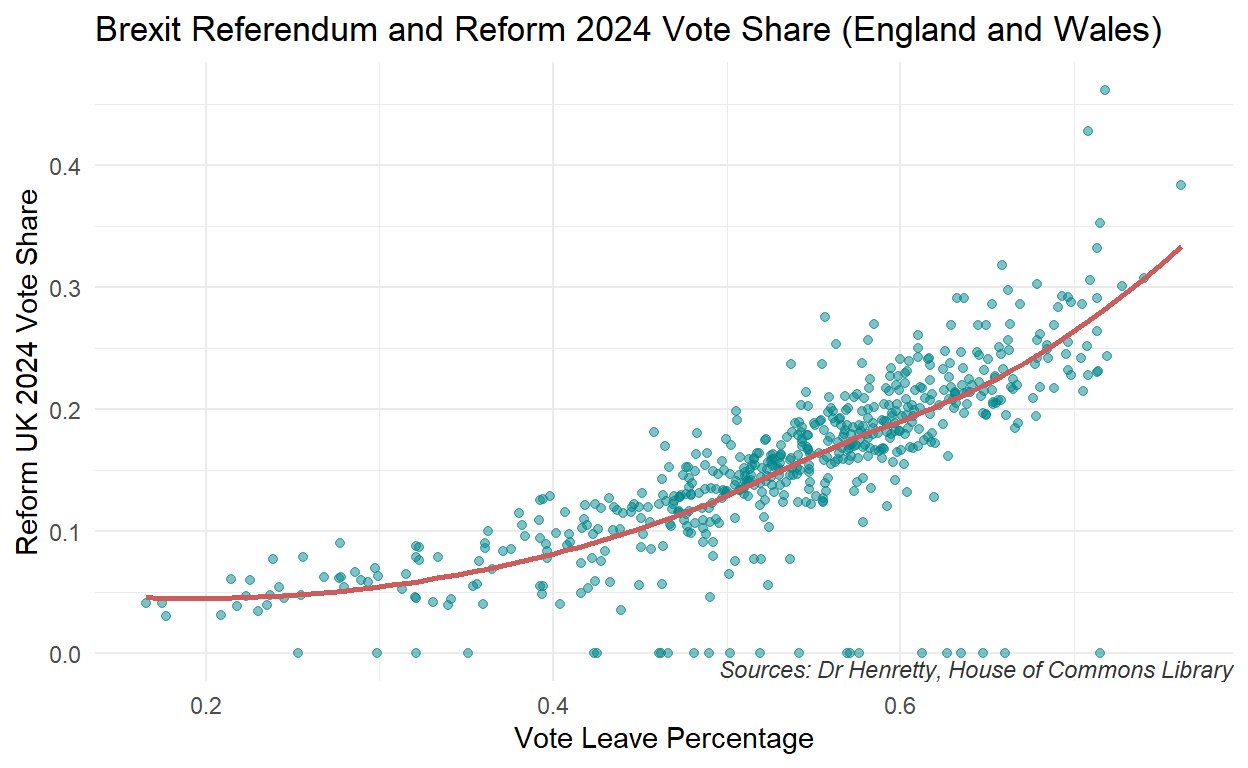 Brexit Referendum and Reform 2024 Vote Share (England and Wales)
Reform UK 2024 Vote Share
0.4
0.3
0.2
0.1
0.0
Sources: Dr Henretty, House of Commons Library
0.2 0.4 0.6
Vote Leave Percentage